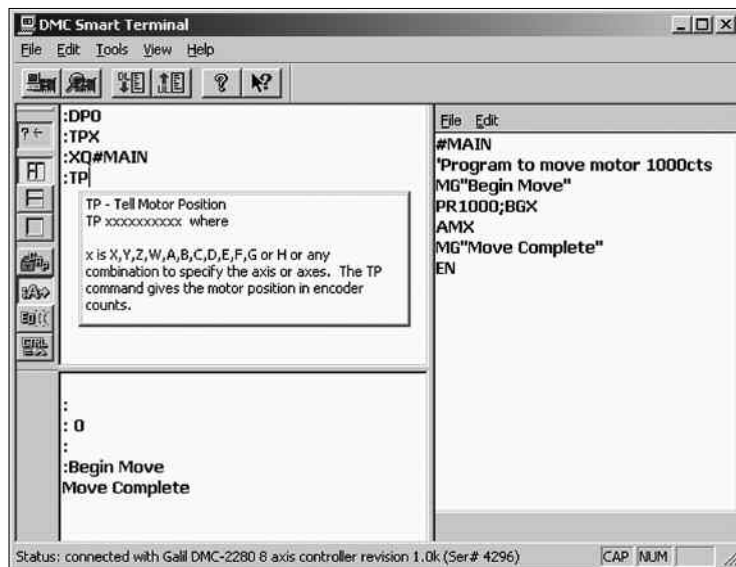 DMC Smart Terminal
File Edit Tools View Help
:DP0
:TPX
:XQ#MAIN
:TP
TP - Tell Motor Position
TP xxxxxxxxxx where
x is X,Y,Z,W,A,B,C,D,E,F,G or H or any
combination to specify the axis or axes. The TP
command gives the motor position in encoder
counts.
:
: 0
:
:Begin Move
Move Complete
File Edit
#MAIN
'Program to move motor 1000cts
MG"Begin Move"
PR1000;BGX
AMX
MG"Move Complete"
EN
Status: connected with Galil DMC-2280 8 axis controller revision 1.0k (Ser# 4296)
CAP NUM